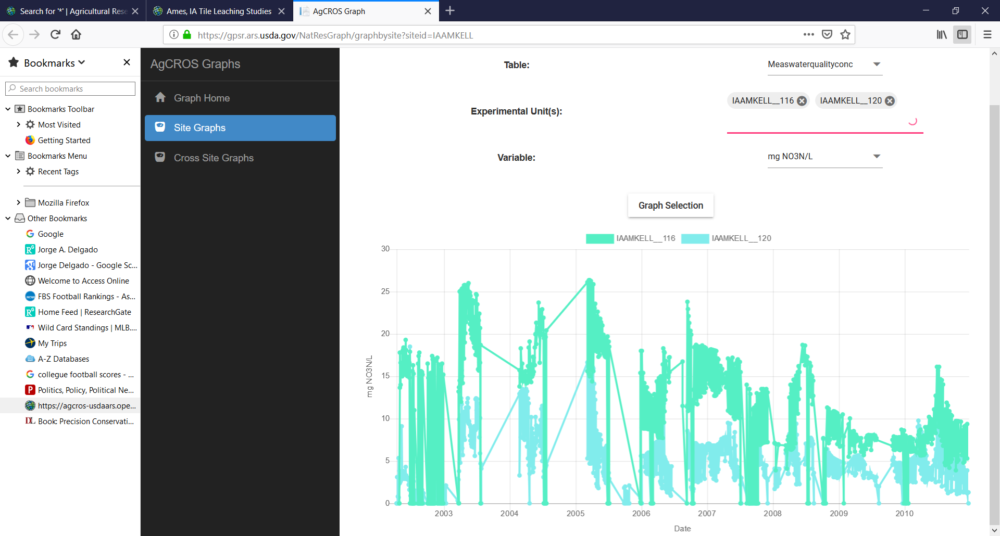 Search for '*' | Agricultural Rese
Ames, IA Tile Leaching Studies
AgCROS Graph
https://gpsr.ars.usda.gov/NatResGraph/graphbysite?siteid=IAAMKELL
Bookmarks
Search bookmarks
Bookmarks Toolbar
Most Visited
Getting Started
Bookmarks Menu
Recent Tags
Mozilla Firefox
Other Bookmarks
Google
Jorge A. Delgado
Jorge Delgado - Google Sc...
Welcome to Access Online
FBS Football Rankings - As...
Home Feed | ResearchGate
Wild Card Standings | MLB....
My Trips
A-Z Databases
collegue football scores - ...
Politics, Policy, Political Ne...
https://agcros-usdaars.ope...
Book: Precision Conservati...
AgCROS Graphs
Graph Home
Site Graphs
Cross Site Graphs
Table: Measwaterqualityconc
Experimental Unit(s): IAAMKELL__116 IAAMKELL__120
Variable: mg NO3N/L
Graph Selection
IAAMKELL__116 IAAMKELL__120
mg NO3N/L
30
25
20
15
10
5
0
2003 2004 2005 2006 2007 2008 2009 2010
Date